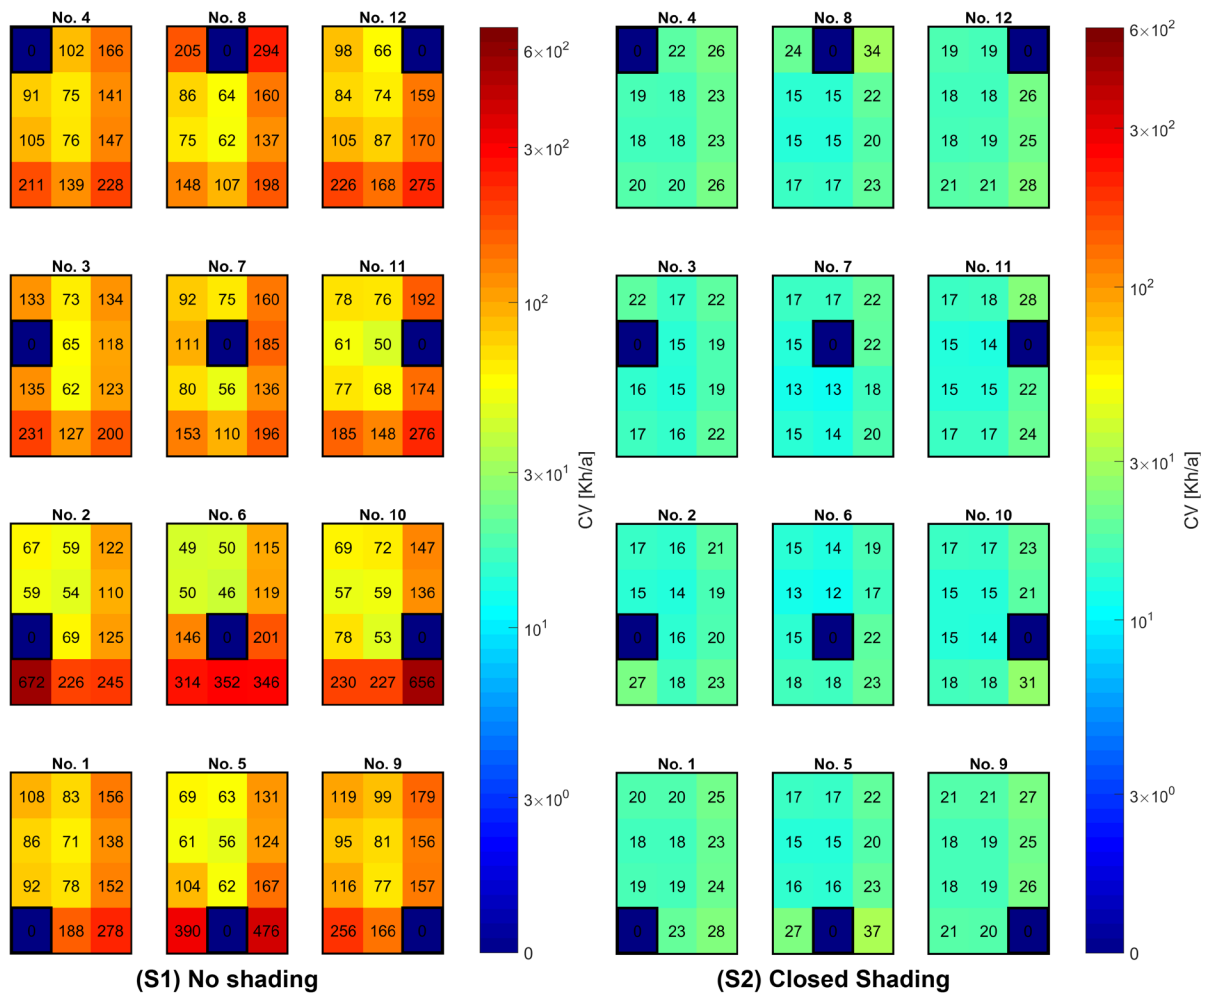 No. 4 No. 8 No. 12
0 102 166 205 0 294 98 66 0
91 75 141 86 64 160 84 74 159
105 76 147 75 62 137 105 87 170
211 139 228 148 107 198 226 168 275
No. 3 No. 7 No. 11
133 73 134 92 75 160 78 76 192
0 65 118 111 0 185 61 50 0
135 62 123 80 56 136 77 68 174
231 127 200 153 110 196 185 148 276
No. 2 No. 6 No. 10
67 59 122 49 50 115 69 72 147
59 54 110 50 46 119 57 59 136
0 69 125 146 0 201 78 53 0
672 226 245 314 352 346 230 227 656
No. 1 No. 5 No. 9
108 83 156 69 63 131 119 99 179
86 71 138 61 56 124 95 81 156
92 78 152 104 62 167 116 77 157
0 188 278 390 0 476 256 166 0
(S1) No shading
6×10²
3×10²
10²
3×10¹
10¹
3×10⁰
0
CV [Kh/a]
No. 4 No. 8 No. 12
0 22 26 24 0 34 19 19 0
19 18 23 15 15 22 18 18 26
18 18 23 15 15 20 18 19 25
20 20 26 17 17 23 21 21 28
No. 3 No. 7 No. 11
22 17 22 17 17 22 17 18 28
0 15 19 15 0 22 15 14 0
16 15 19 13 13 18 15 15 22
17 16 22 15 14 20 17 17 24
No. 2 No. 6 No. 10
17 16 21 15 14 19 17 17 23
15 14 19 13 12 17 15 15 21
0 16 20 15 0 22 15 14 0
27 18 23 18 18 23 18 18 31
No. 1 No. 5 No. 9
20 20 25 17 17 22 21 21 27
18 18 23 15 15 20 18 19 25
19 19 24 16 16 23 18 19 26
0 23 28 27 0 37 21 20 0
(S2) Closed Shading
6×10²
3×10²
10²
3×10¹
10¹
3×10⁰
0
CV [Kh/a]